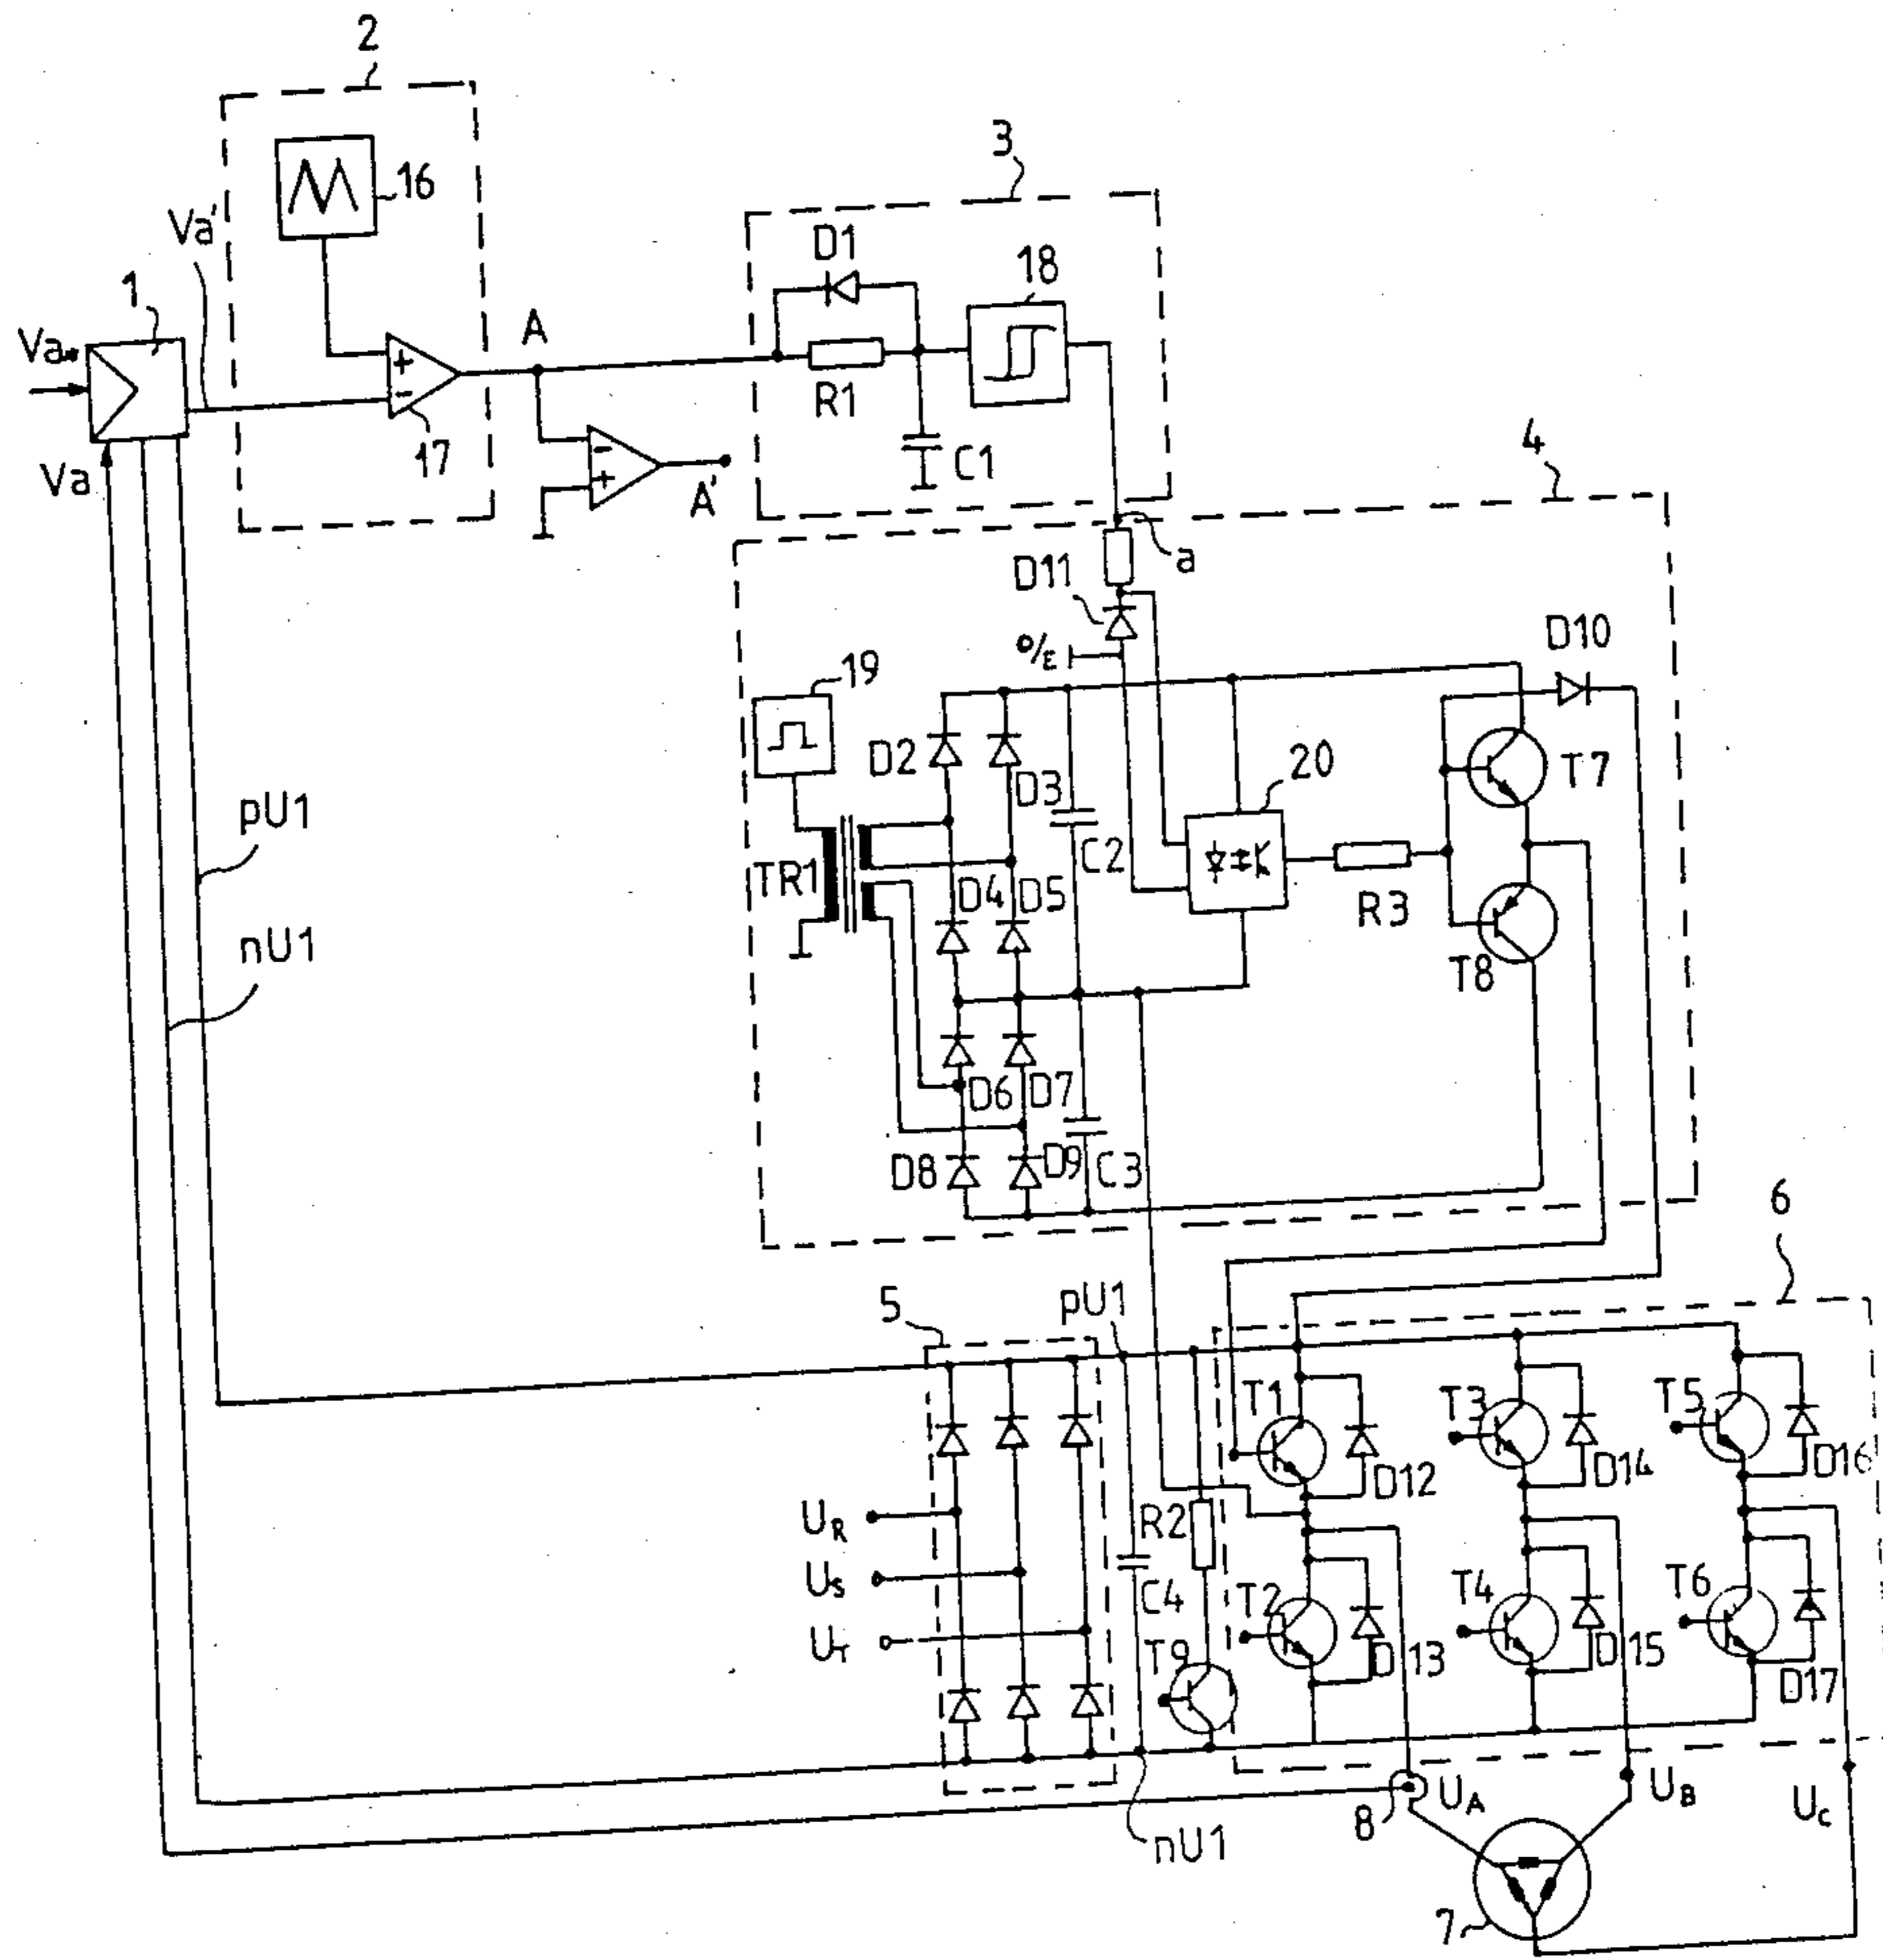 2
3
16
Va'
D1
18
1
A
Va*
+
-
R1
17
C1
4
Va
-
+
A'
a
D11
0/E
D10
19
D2
20
T7
D3
pU1
C2
TR1
D4
D5
R3
nU1
T8
D6
D7
D8
D9
C3
6
5
pU1
T1
T3
T5
D12
D14
D16
UR
R2
US
C4
T2
T4
T6
UT
T9
D13
D15
D17
UA
UB
UC
8
nU1
7